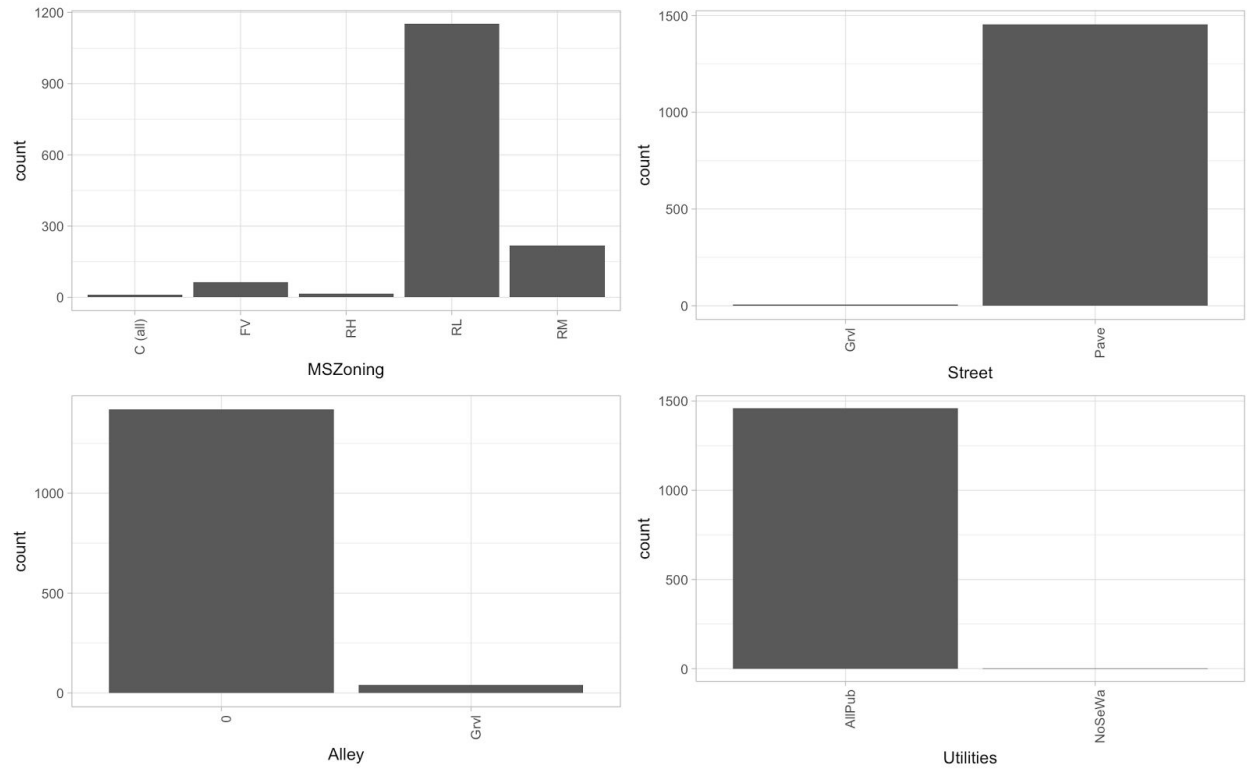 1200
900
600
300
0
count
C (all)
FV
RH
RL
RM
MSZoning
1500
1000
500
0
count
Grvl
Pave
Street
1000
500
0
count
0
Grvl
Alley
1500
1000
500
0
count
AllPub
NoSeWa
Utilities